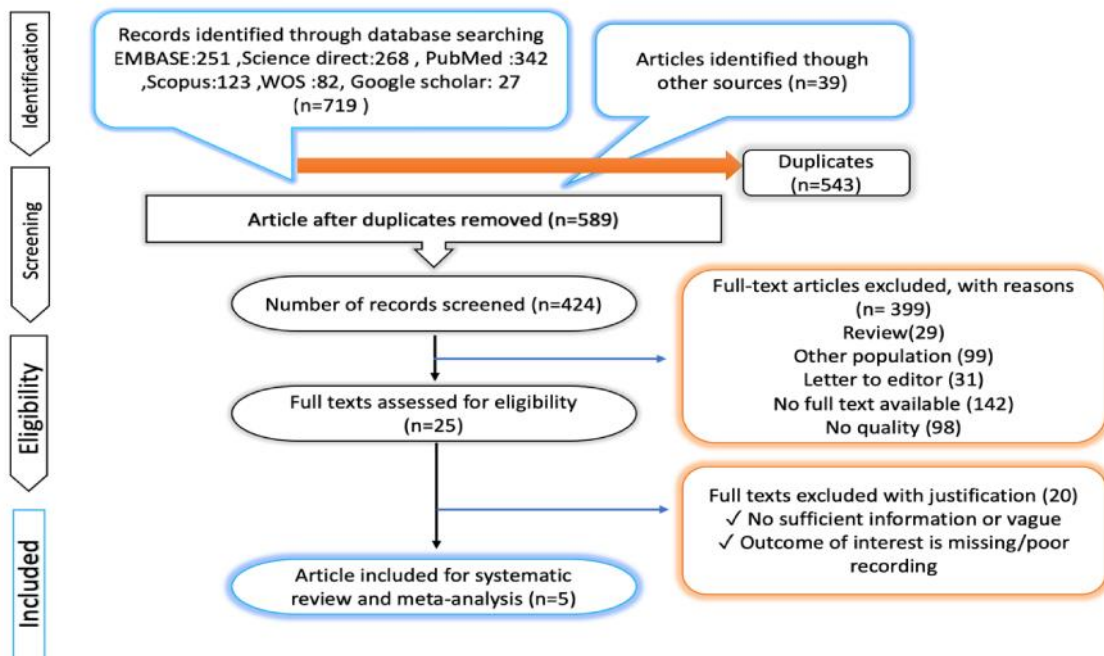 Identification
Records identified through database searching
EMBASE:251 ,Science direct:268 , PubMed :342
,Scopus:123 ,WOS :82, Google scholar: 27
(n=719 )
Articles identified though
other sources (n=39)
Duplicates
(n=543)
Screening
Article after duplicates removed (n=589)
Number of records screened (n=424)
Full-text articles excluded, with reasons
(n= 399)
Review(29)
Other population (99)
Letter to editor (31)
No full text available (142)
No quality (98)
Eligibility
Full texts assessed for eligibility
(n=25)
Full texts excluded with justification (20)
✓ No sufficient information or vague
✓ Outcome of interest is missing/poor
recording
Included
Article included for systematic
review and meta-analysis (n=5)